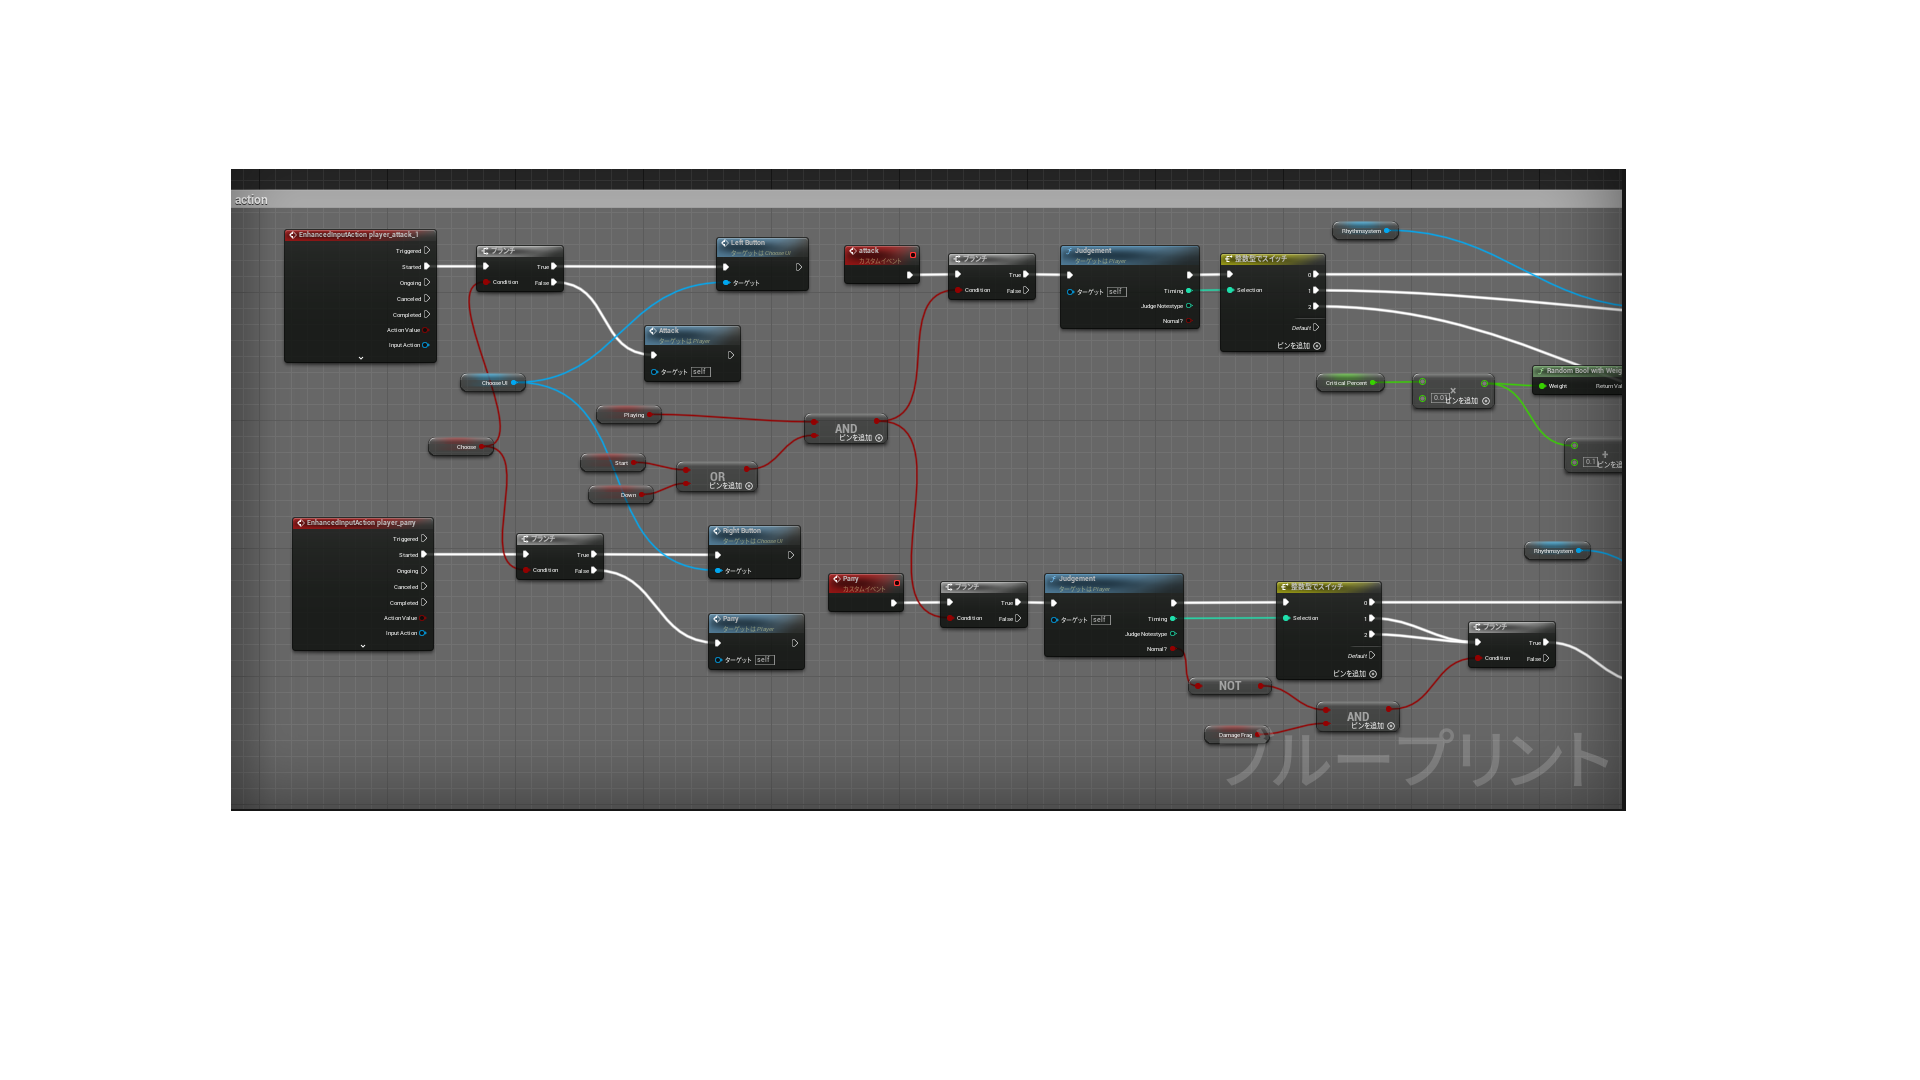 action
EnhancedInputAction player_attack_1
Triggered
Started
Ongoing
Canceled
Completed
Action Value
Input Action
ブランチ
True
Condition
False
Left Button
ターゲットは Choose UI
ターゲット
Attack
ターゲットは Player
ターゲット self
attack
カスタムイベント
ブランチ
True
Condition
False
Judgement
ターゲットは Player
ターゲット self
Timing
Judge Notestype
Nomal?
整数型でスイッチ
0
Selection
1
2
Default
ピンを追加
Rhythmsystem
Critical Percent
×
0.01
ピンを追加
Random Bool with Weig
Weight
Return Val
+
0.1
ピンを追
Choose UI
Choose
Playing
Start
Down
OR
ピンを追加
AND
ピンを追加
EnhancedInputAction player_parry
Triggered
Started
Ongoing
Canceled
Completed
Action Value
Input Action
ブランチ
True
Condition
False
Right Button
ターゲットは Choose UI
ターゲット
Parry
ターゲットは Player
ターゲット self
Parry
カスタムイベント
ブランチ
True
Condition
False
Judgement
ターゲットは Player
ターゲット self
Timing
Judge Notestype
Nomal?
整数型でスイッチ
0
Selection
1
2
Default
ピンを追加
Rhythmsystem
ブランチ
True
Condition
False
NOT
Damage Frag
AND
ピンを追加
ブループリント